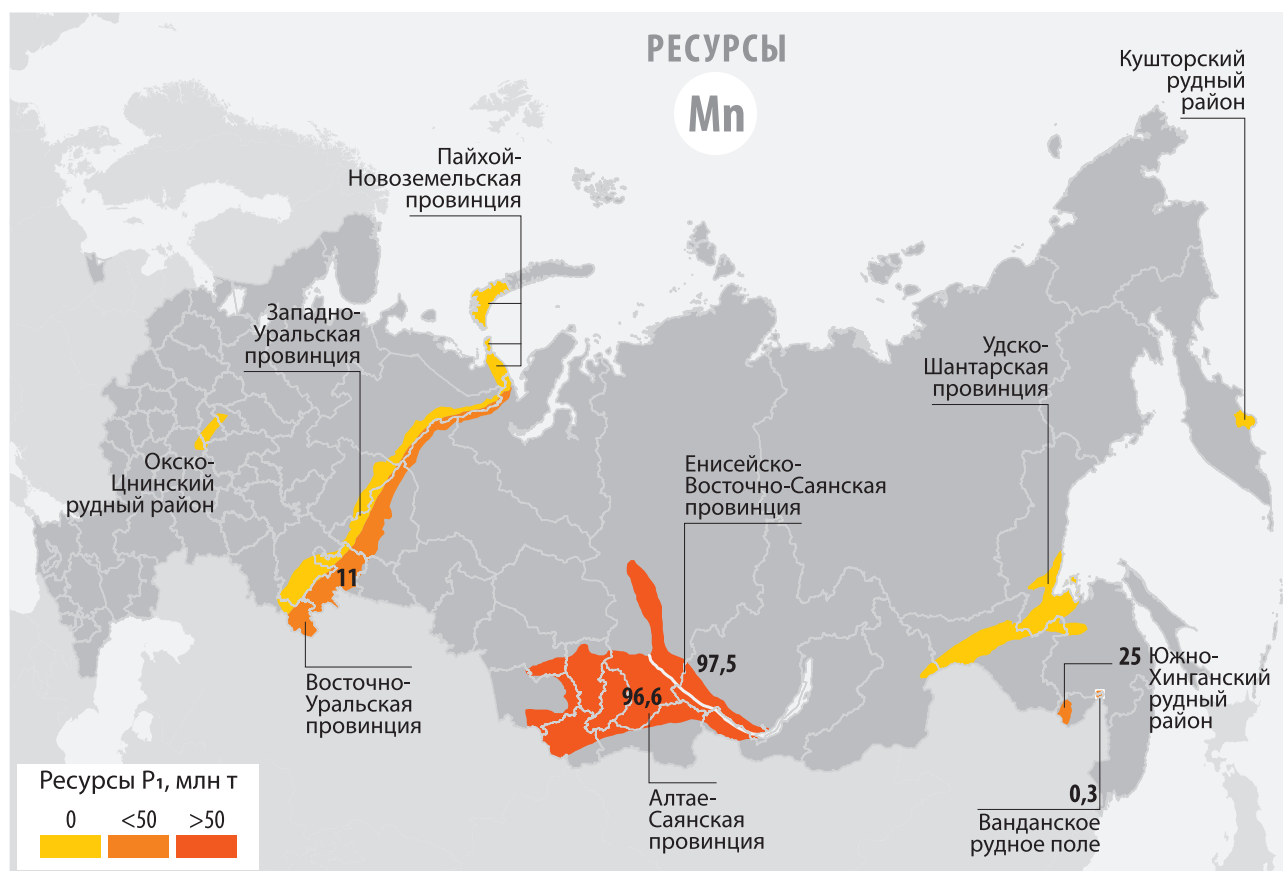 РЕСУРСЫ
Mn
Кушторский
рудный
район
Пайхой-
Новоземельская
провинция
Западно-
Уральская
провинция
Удско-
Шантарская
провинция
Окско-
Цнинский
рудный район
Енисейско-
Восточно-Саянская
провинция
11
97,5
96,6
25 Южно-
Хинганский
рудный
район
Восточно-
Уральская
провинция
Алтае-
Саянская
провинция
0,3
Ванданское
рудное поле
Ресурсы P₁, млн т
0 <50 >50